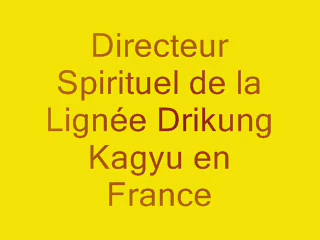 Directeur
Spirituel de la
Lignée Drikung
Kagyu en
France